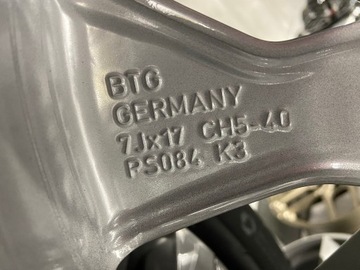 BTG
GERMANY
7Jx17 CH5-40
PS084 K3